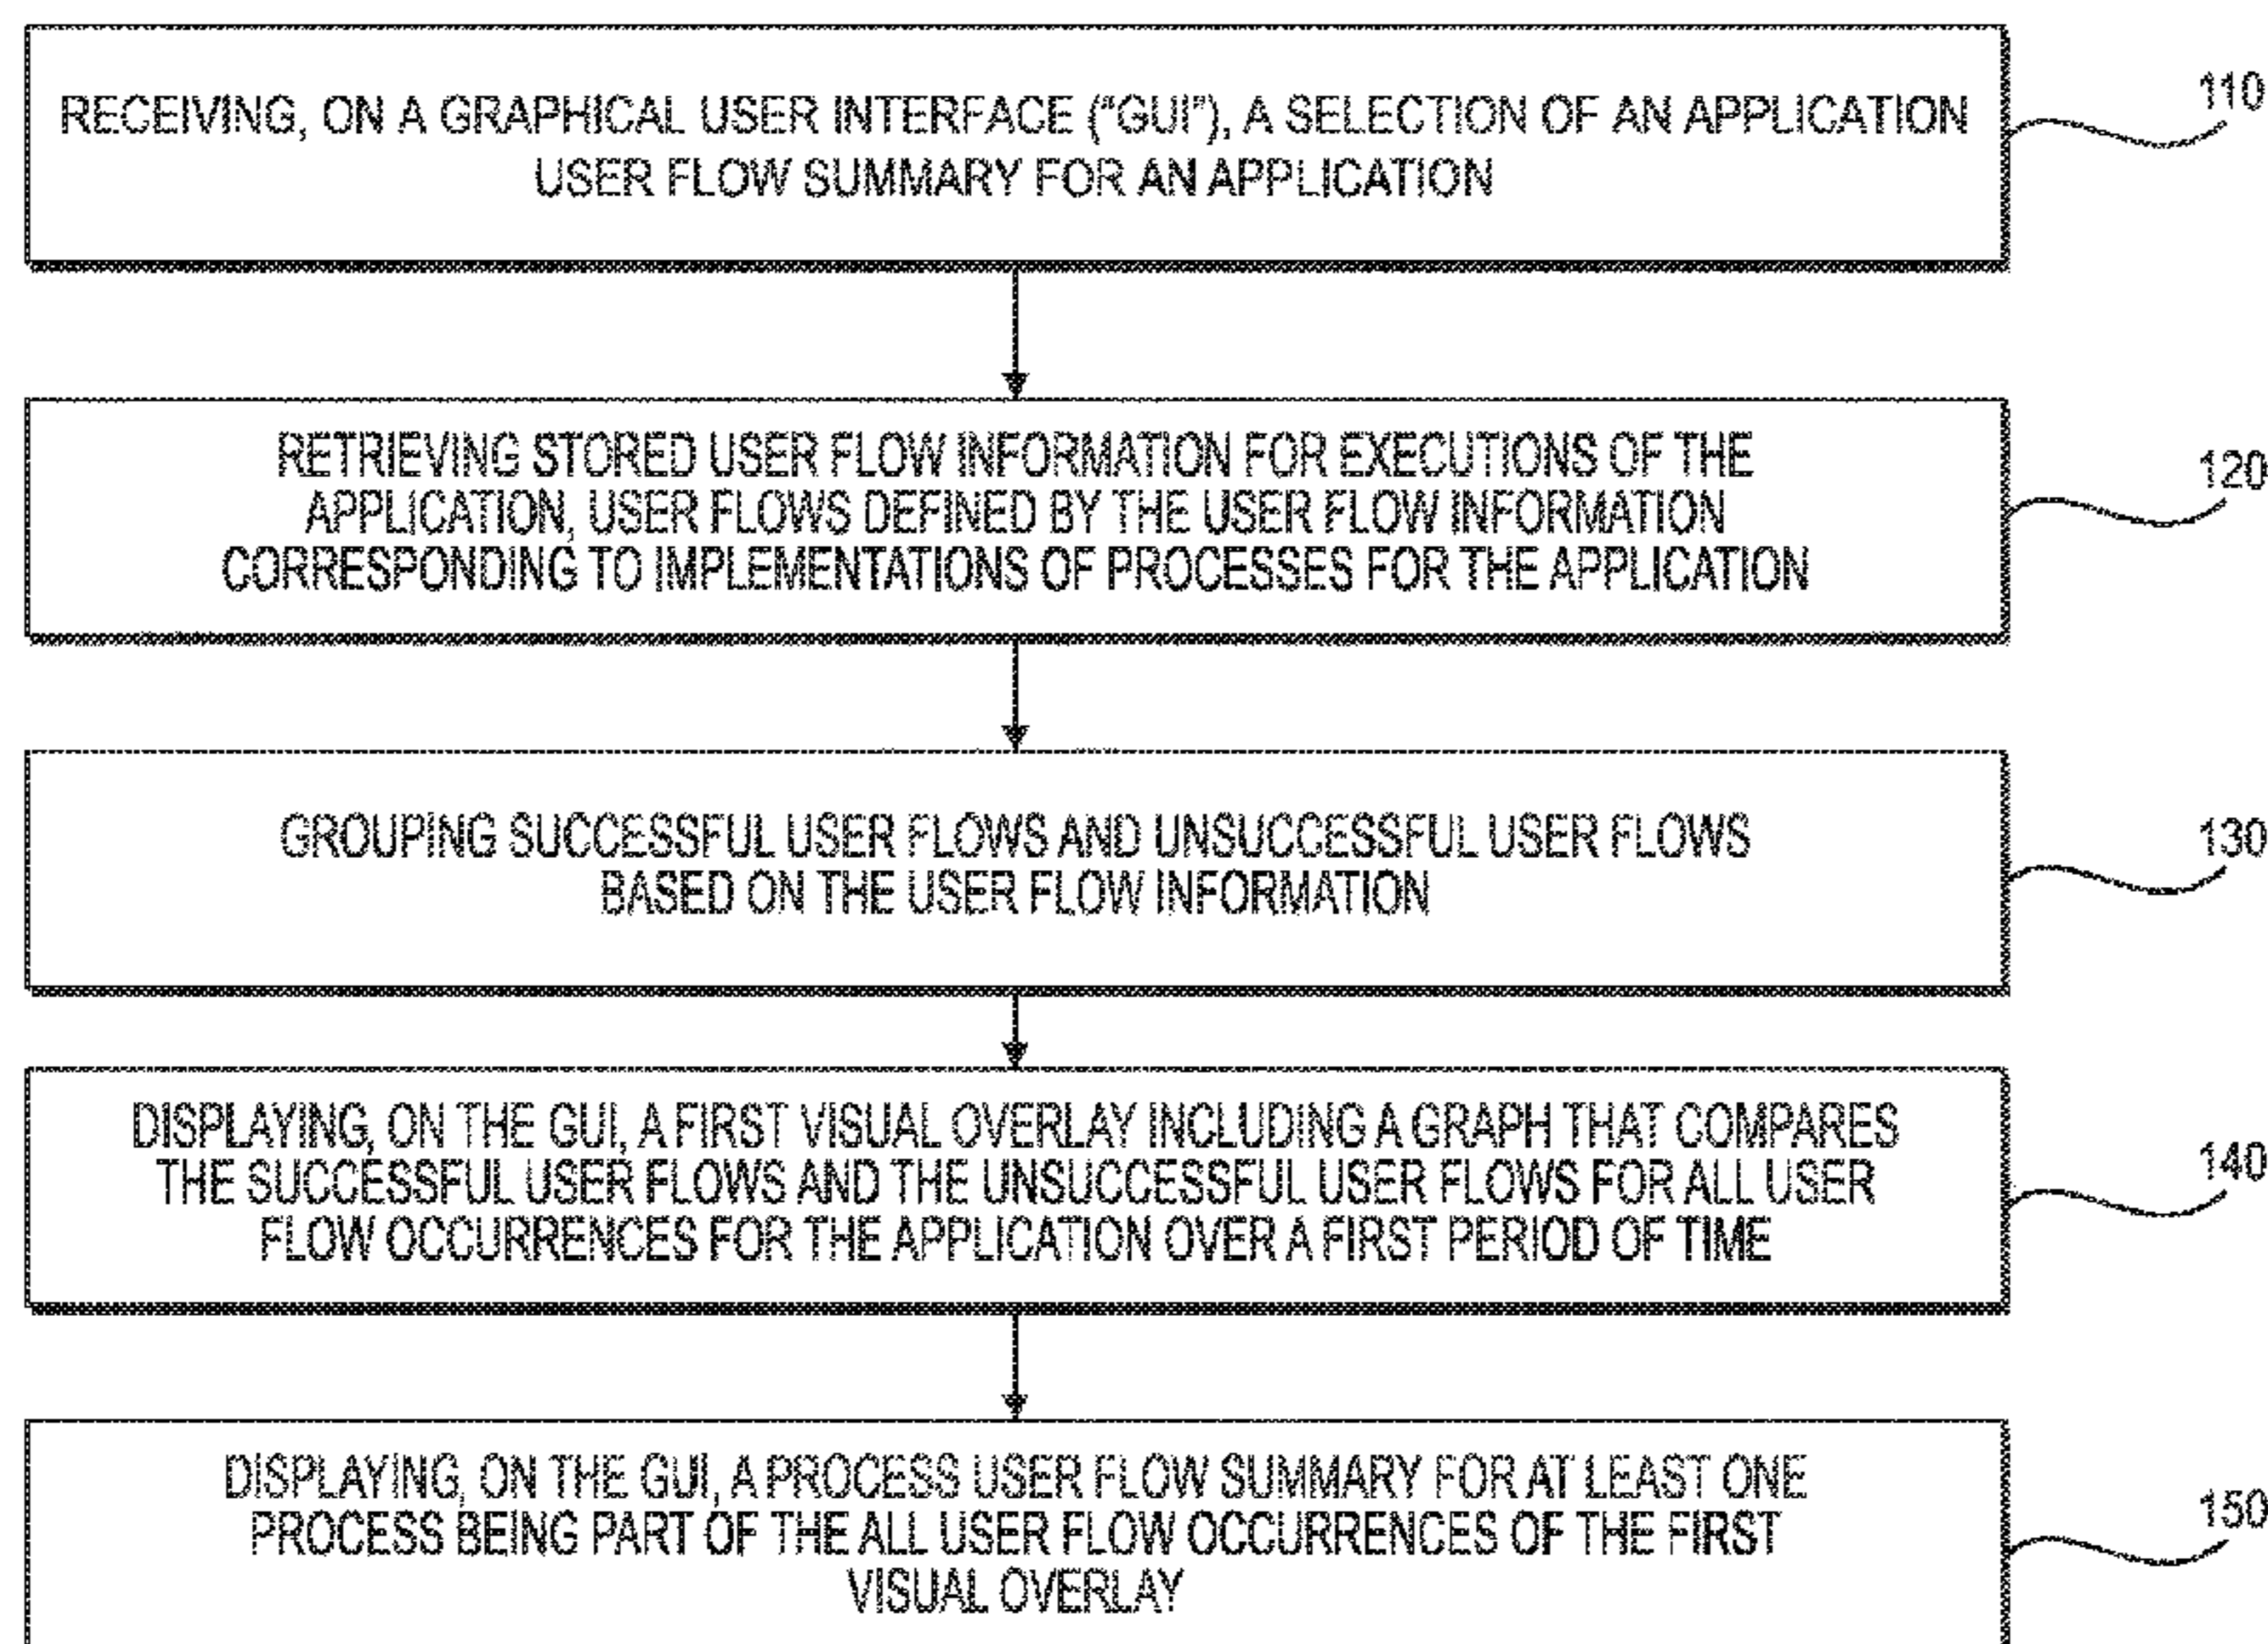 RECEIVING, ON A GRAPHICAL USER INTERFACE ("GUI"), A SELECTION OF AN APPLICATION
USER FLOW SUMMARY FOR AN APPLICATION
110
RETRIEVING STORED USER FLOW INFORMATION FOR EXECUTIONS OF THE
APPLICATION, USER FLOWS DEFINED BY THE USER FLOW INFORMATION
CORRESPONDING TO IMPLEMENTATIONS OF PROCESSES FOR THE APPLICATION
120
GROUPING SUCCESSFUL USER FLOWS AND UNSUCCESSFUL USER FLOWS
BASED ON THE USER FLOW INFORMATION
130
DISPLAYING, ON THE GUI, A FIRST VISUAL OVERLAY INCLUDING A GRAPH THAT COMPARES
THE SUCCESSFUL USER FLOWS AND THE UNSUCCESSFUL USER FLOWS FOR ALL USER
FLOW OCCURRENCES FOR THE APPLICATION OVER A FIRST PERIOD OF TIME
140
DISPLAYING, ON THE GUI, A PROCESS USER FLOW SUMMARY FOR AT LEAST ONE
PROCESS BEING PART OF THE ALL USER FLOW OCCURRENCES OF THE FIRST
VISUAL OVERLAY
150